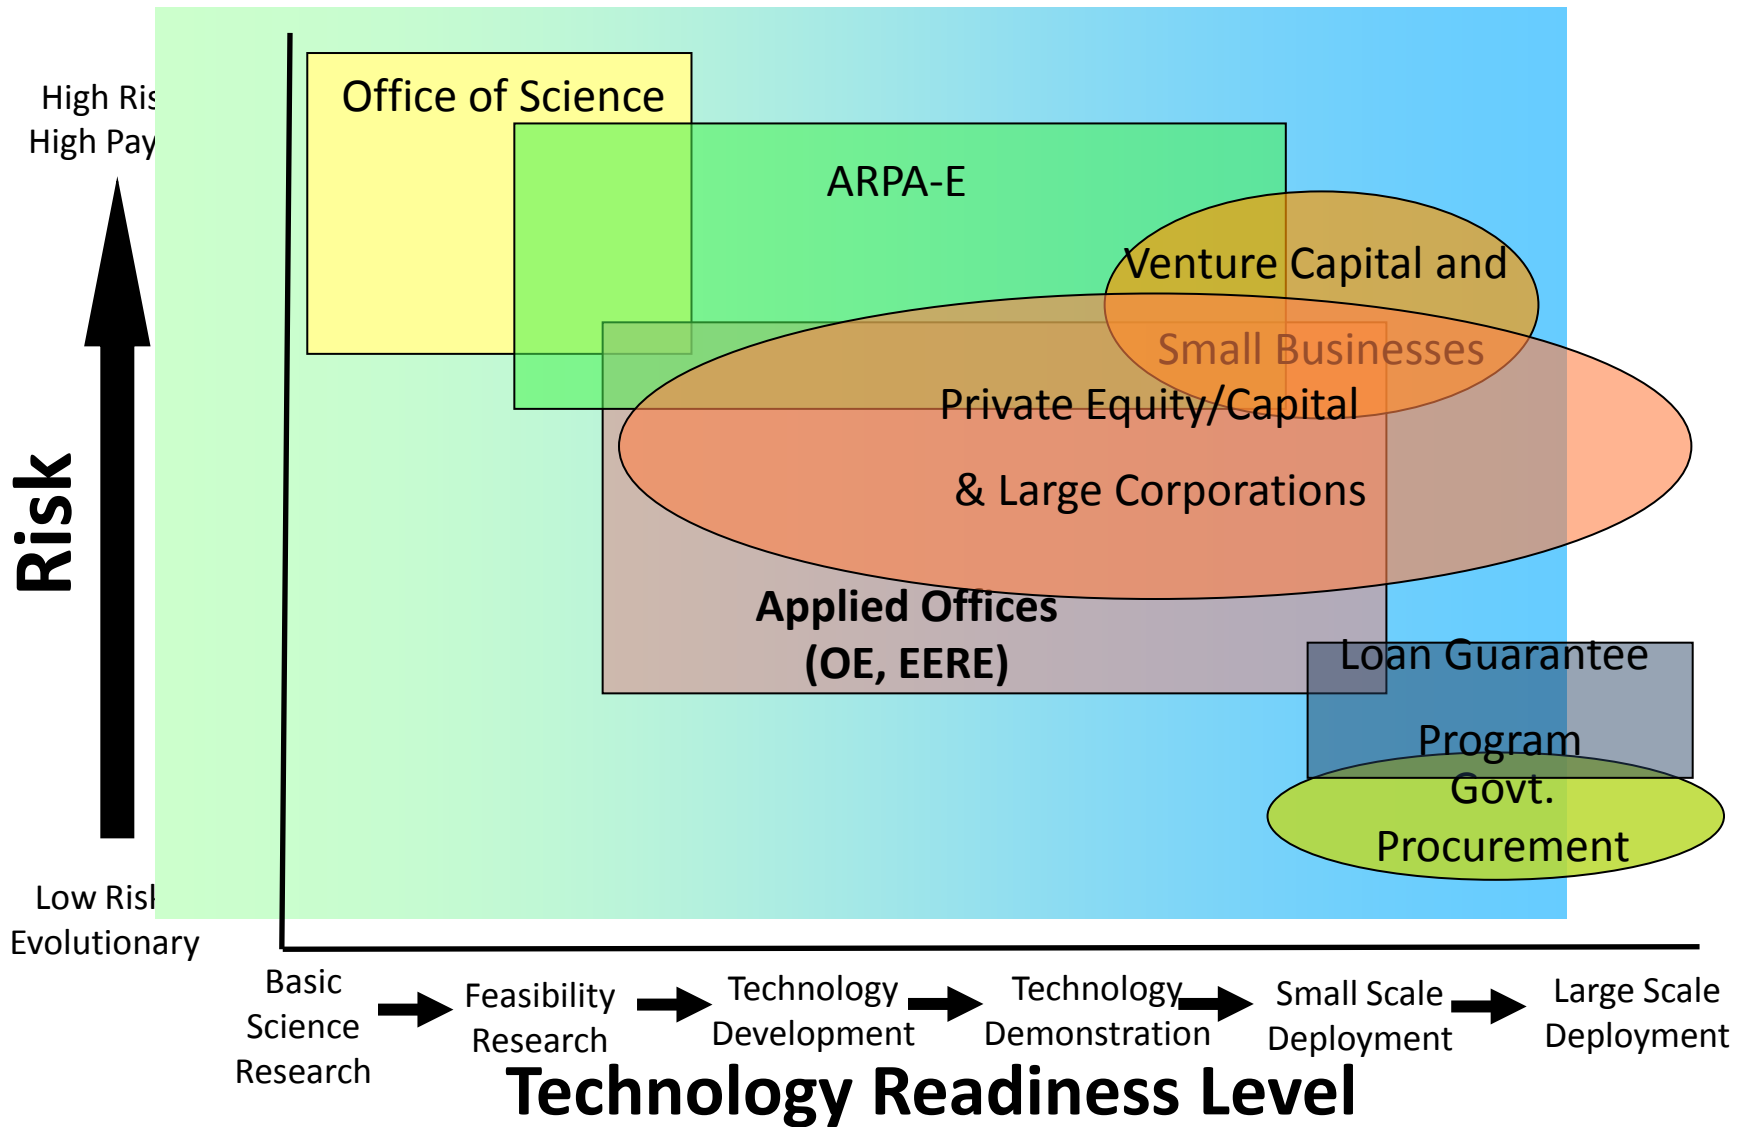 Office of Science
High Ris
High Pay
ARPA-E
Venture Capital and
Small Businesses
Private Equity/Capital
& Large Corporations
Risk
Applied Offices
(OE, EERE)
Loan Guarantee
Program
Govt.
Procurement
Low Risk
Evolutionary
Basic
Science
Research
Feasibility
Research
Technology
Development
Technology
Demonstration
Small Scale
Deployment
Large Scale
Deployment
Technology Readiness Level